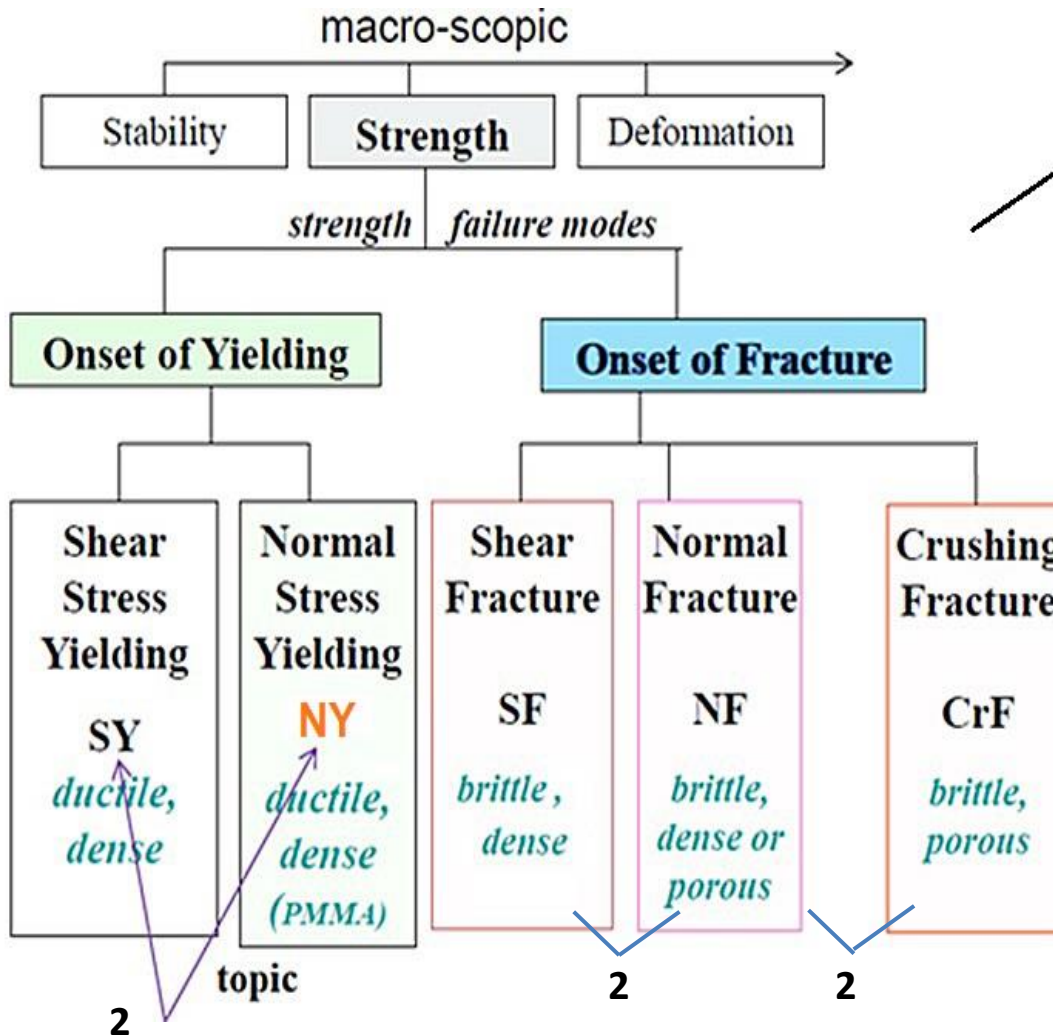 macro-scopic
Stability
Strength
Deformation
strength failure modes
Onset of Yielding
Onset of Fracture
Shear
Stress
Yielding
SY
ductile,
dense
Normal
Stress
Yielding
NY
ductile,
dense
(PMMA)
Shear
Fracture
SF
brittle ,
dense
Normal
Fracture
NF
brittle,
dense or
porous
Crushing
Fracture
CrF
brittle,
porous
topic
2
2
2